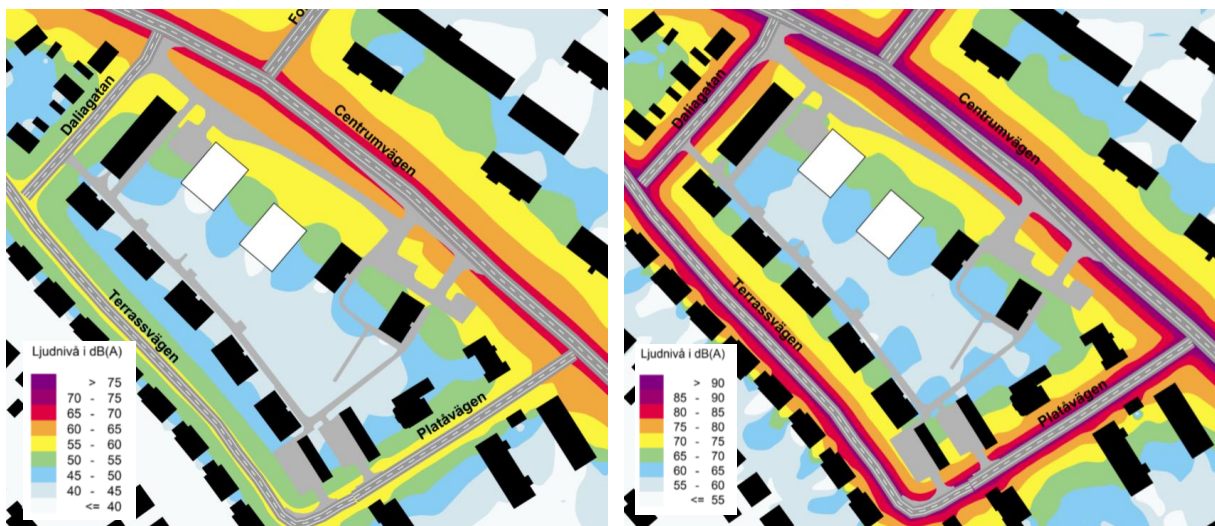 Fo
Daliagatan
Centrumvägen
Terrassvägen
Platåvägen
Ljudnivå i dB(A)
> 75
70 - 75
65 - 70
60 - 65
55 - 60
50 - 55
45 - 50
40 - 45
<= 40
Daliagatan
Centrumvägen
Terrassvägen
Platåvägen
Ljudnivå i dB(A)
> 90
85 - 90
80 - 85
75 - 80
70 - 75
65 - 70
60 - 65
55 - 60
<= 55